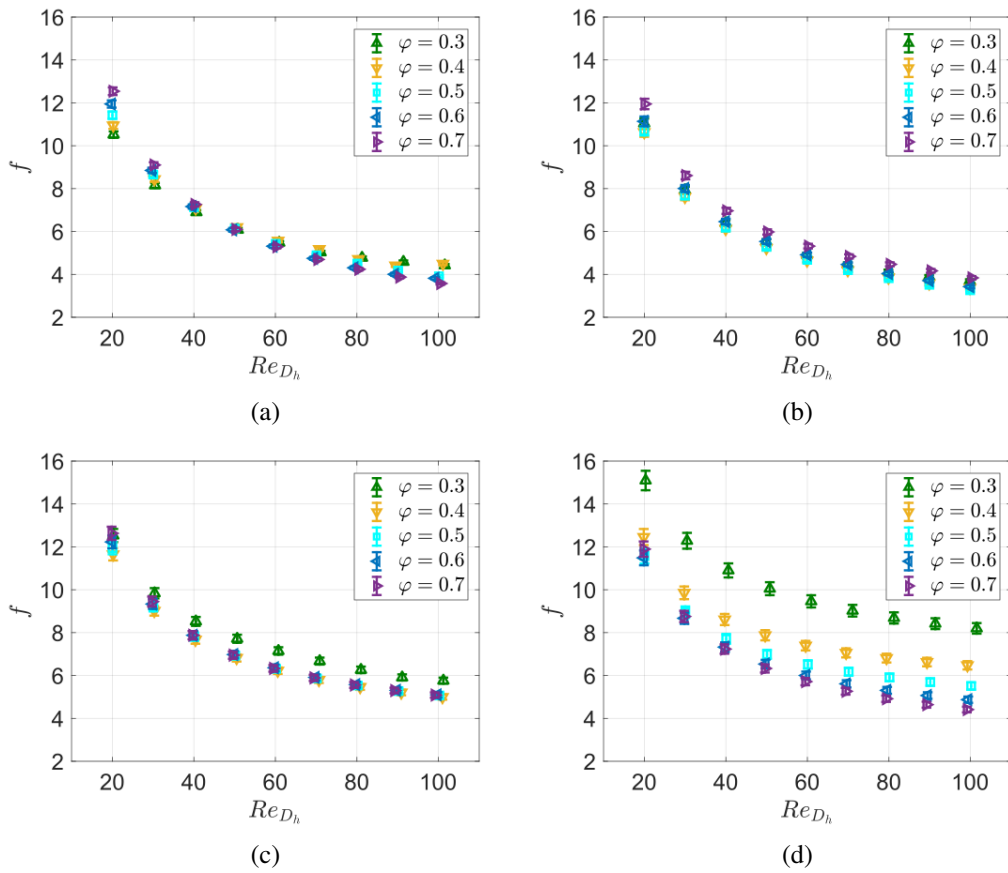 16
14
12
10
8
6
4
2
f
20 40 60 80 100
Re_{D_h}
φ = 0.3
φ = 0.4
φ = 0.5
φ = 0.6
φ = 0.7
(a)
16
14
12
10
8
6
4
2
f
20 40 60 80 100
Re_{D_h}
φ = 0.3
φ = 0.4
φ = 0.5
φ = 0.6
φ = 0.7
(b)
16
14
12
10
8
6
4
2
f
20 40 60 80 100
Re_{D_h}
φ = 0.3
φ = 0.4
φ = 0.5
φ = 0.6
φ = 0.7
(c)
16
14
12
10
8
6
4
2
f
20 40 60 80 100
Re_{D_h}
φ = 0.3
φ = 0.4
φ = 0.5
φ = 0.6
φ = 0.7
(d)